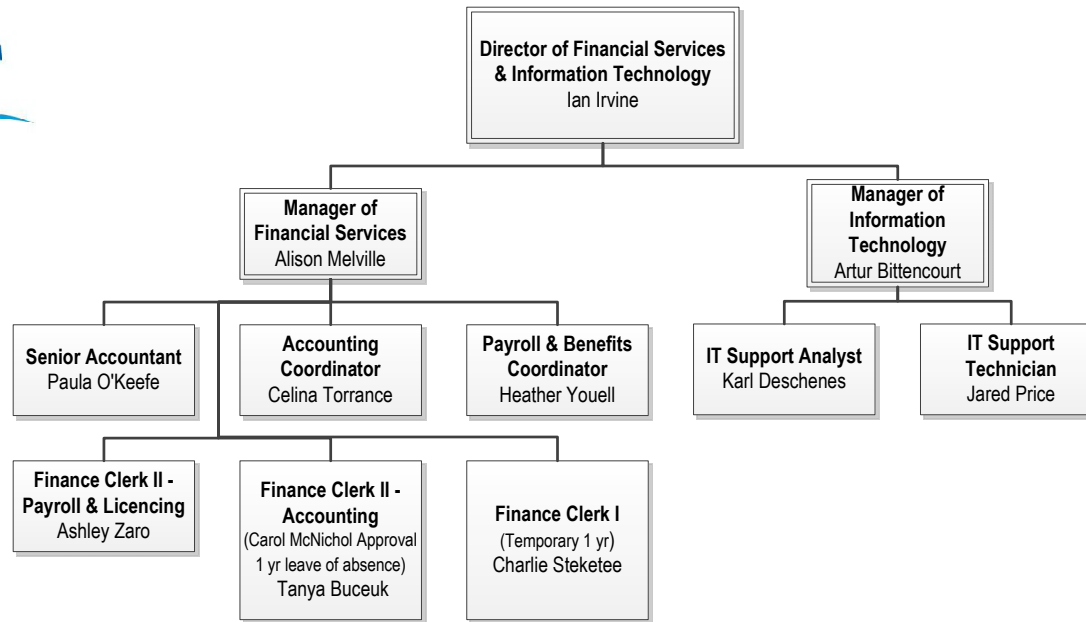 Director of Financial Services
& Information Technology
Ian Irvine
Manager of
Financial Services
Alison Melville
Manager of
Information
Technology
Artur Bittencourt
Senior Accountant
Paula O'Keefe
Accounting
Coordinator
Celina Torrance
Payroll & Benefits
Coordinator
Heather Youell
IT Support Analyst
Karl Deschenes
IT Support
Technician
Jared Price
Finance Clerk II -
Payroll & Licencing
Ashley Zaro
Finance Clerk II -
Accounting
(Carol McNichol Approval
1 yr leave of absence)
Tanya Buceuk
Finance Clerk I
(Temporary 1 yr)
Charlie Steketee